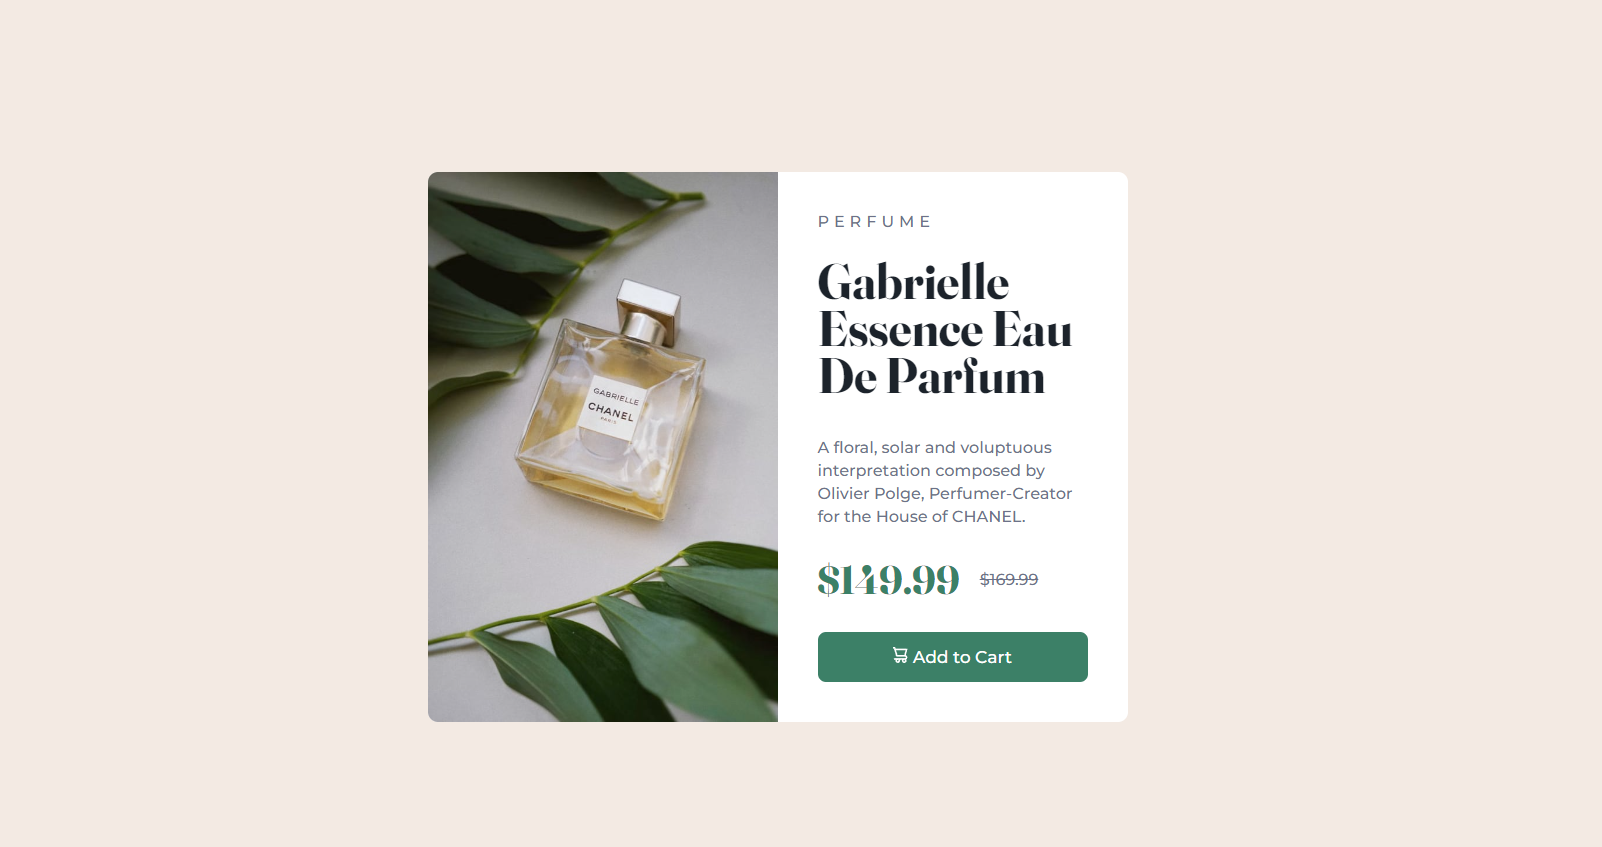 GABRIELLE
CHANEL
PARIS
PERFUME
Gabrielle
Essence Eau
De Parfum
A floral, solar and voluptuous
interpretation composed by
Olivier Polge, Perfumer-Creator
for the House of CHANEL.
$149.99 $169.99
Add to Cart